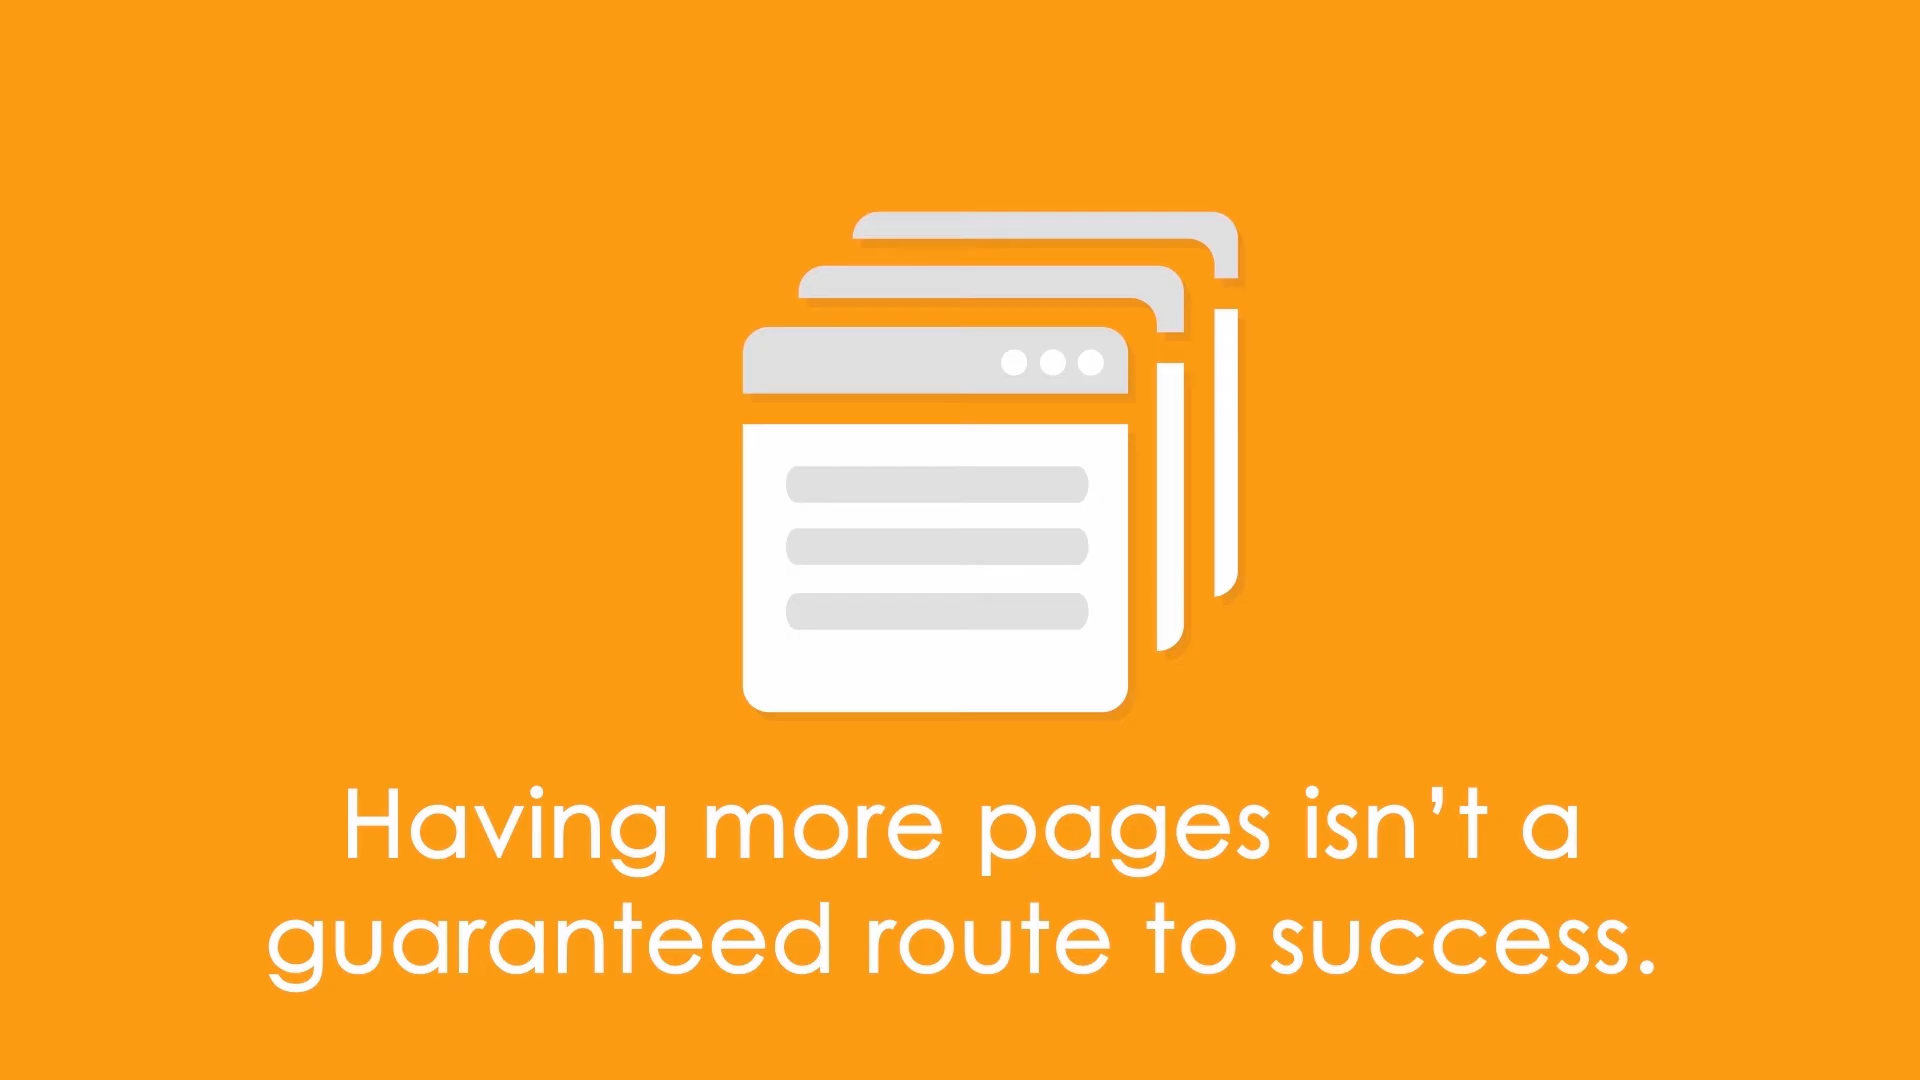 Having more pages isn’t a
guaranteed route to success.